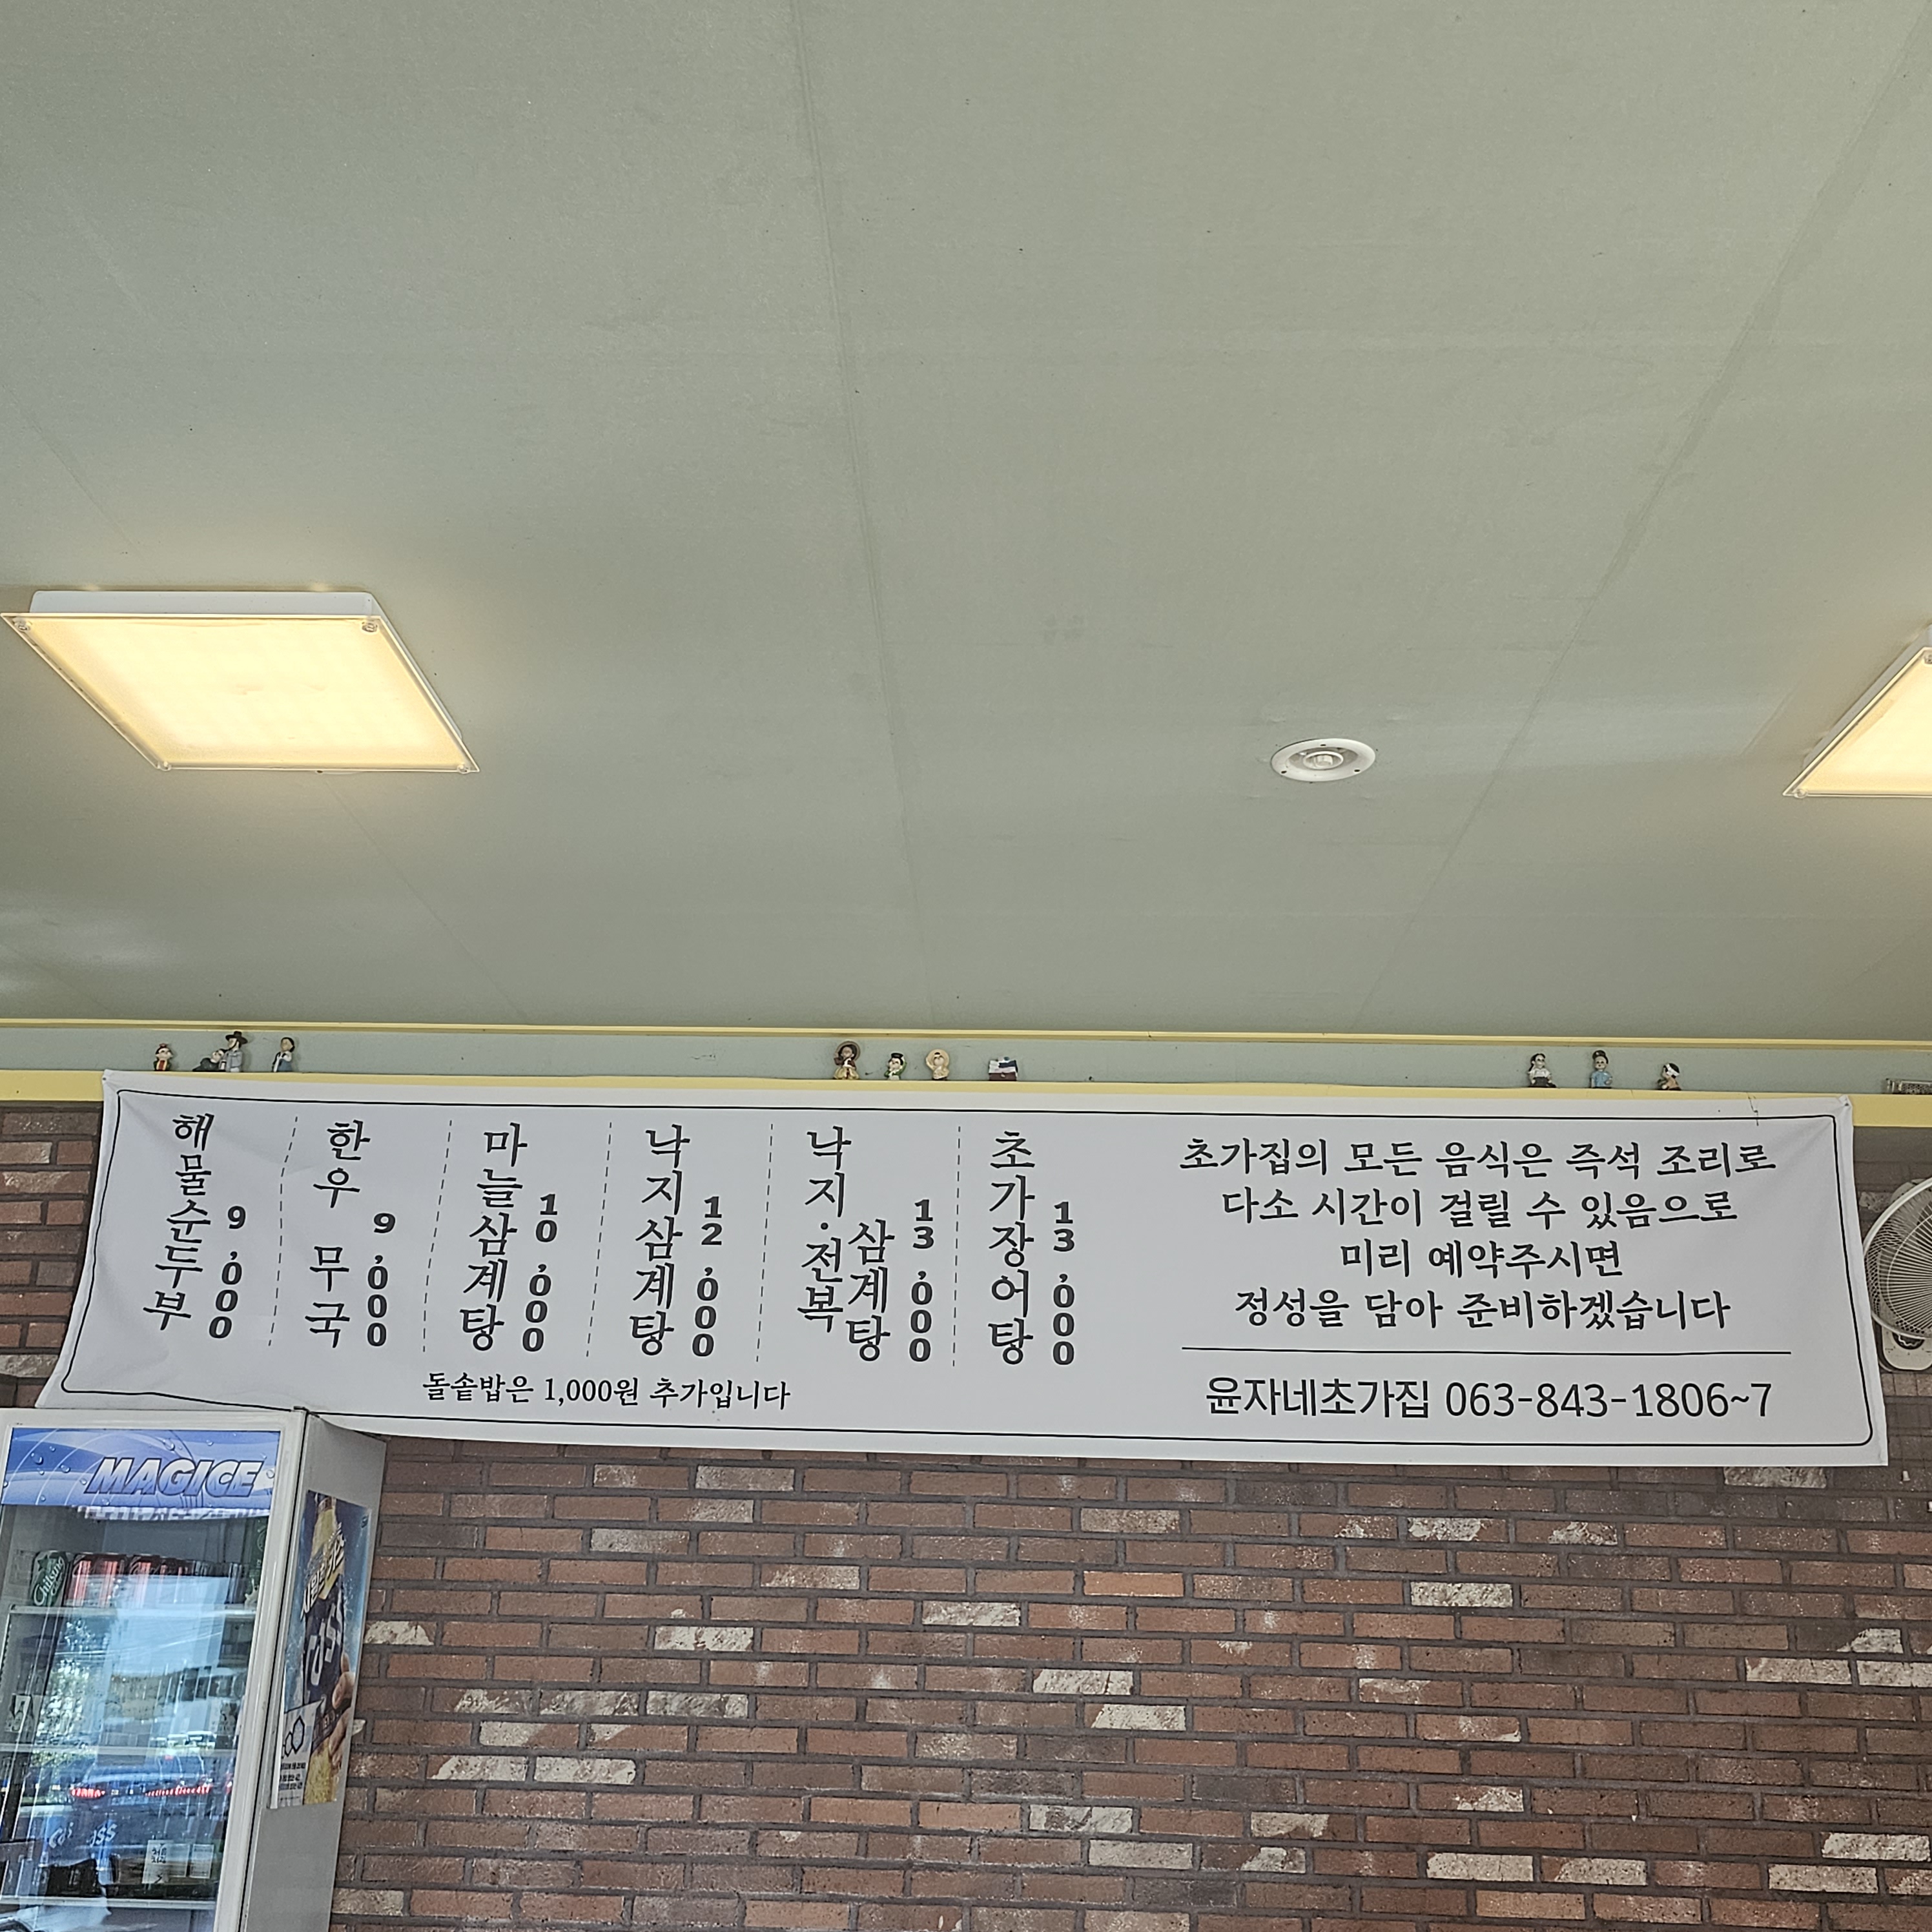 해물순두부 9,000
한우 무국 9,000
마늘삼계탕 10,000
낙지삼계탕 12,000
낙지·전복 삼계탕 13,000
초가장어탕 13,000
돌솥밥은 1,000원 추가입니다
초가집의 모든 음식은 즉석 조리로
다소 시간이 걸릴 수 있음으로
미리 예약주시면
정성을 담아 준비하겠습니다
윤자네초가집 063-843-1806~7
MAGICE